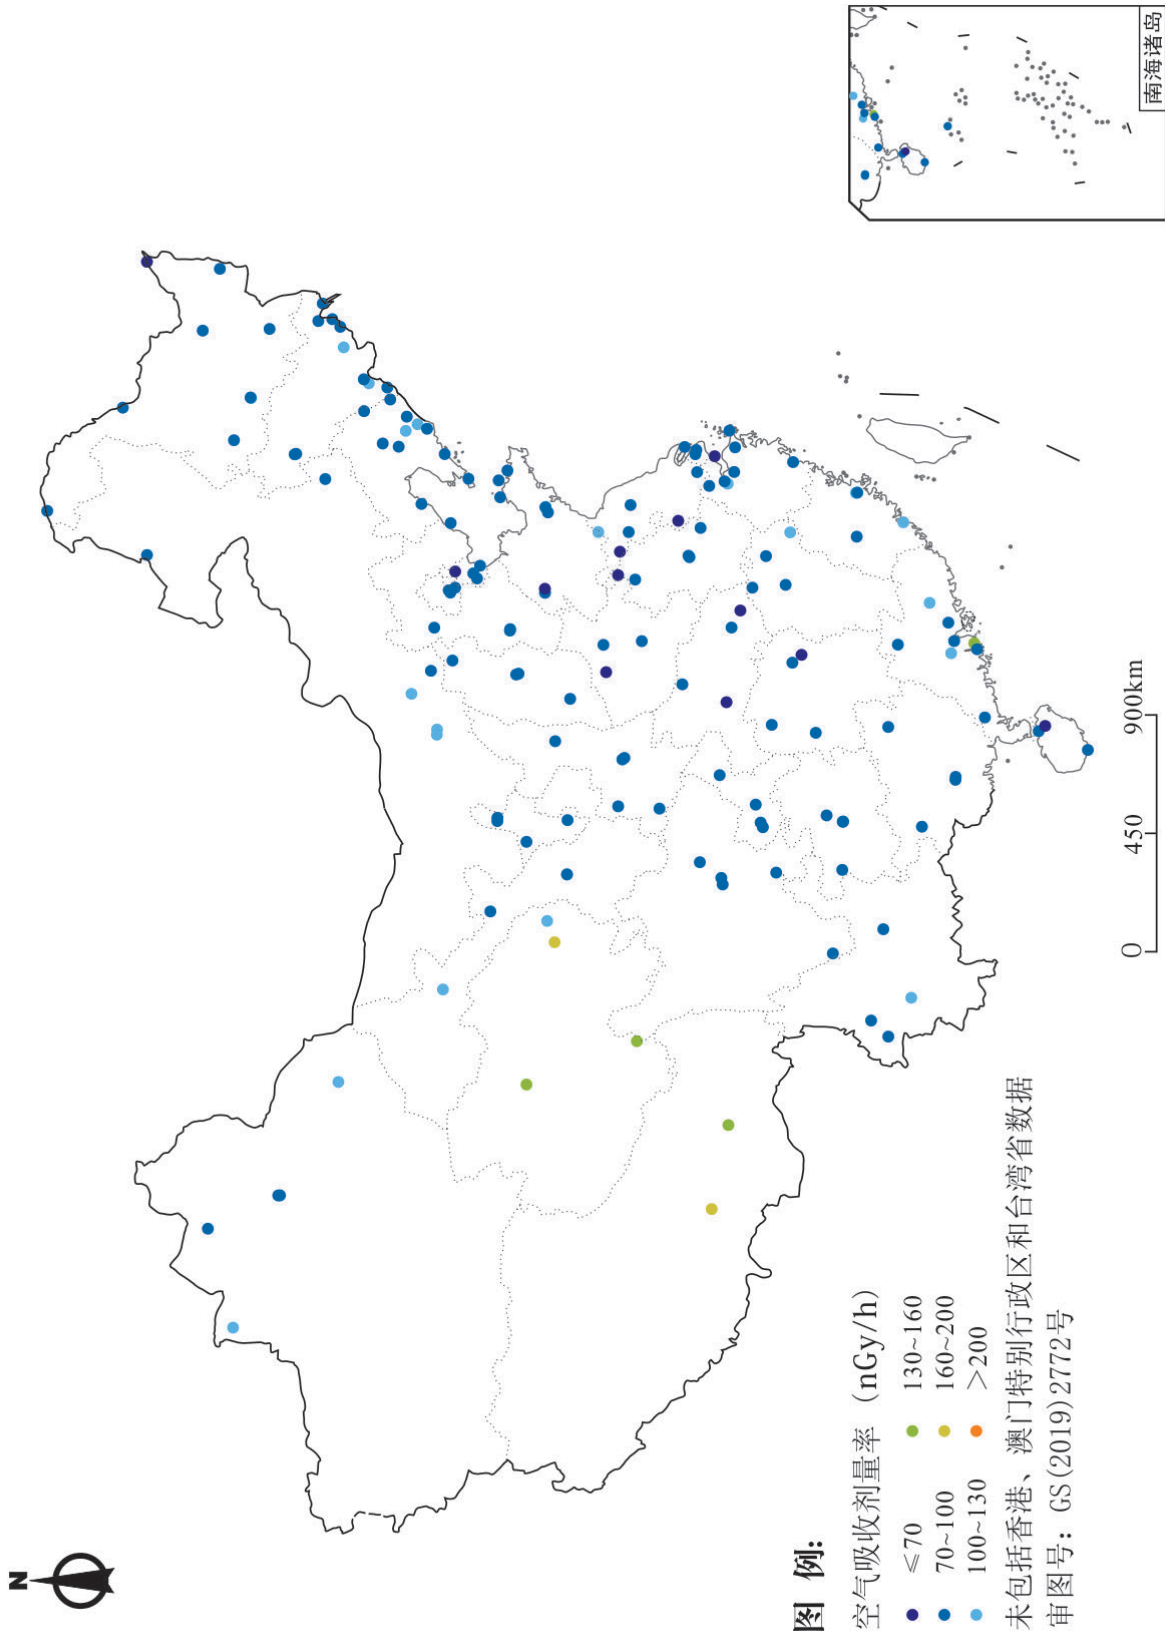 N
南海诸岛
图 例:
空气吸收剂量率 (nGy/h)
≤70
130~160
70~100
160~200
100~130
>200
未包括香港、澳门特别行政区和台湾省数据
审图号: GS(2019)2772号
0 450 900km